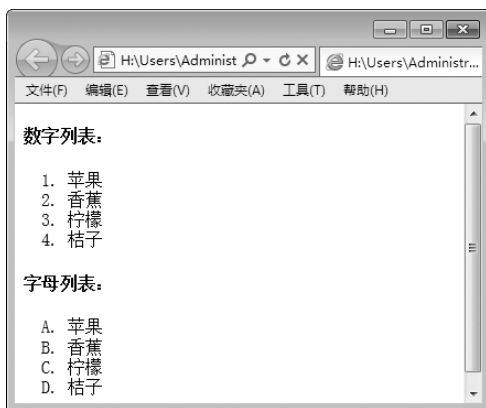 H:\Users\Administ
H:\Users\Administr...
文件(F) 编辑(E) 查看(V) 收藏夹(A) 工具(T) 帮助(H)
数字列表：
1. 苹果
2. 香蕉
3. 柠檬
4. 桔子
字母列表：
A. 苹果
B. 香蕉
C. 柠檬
D. 桔子